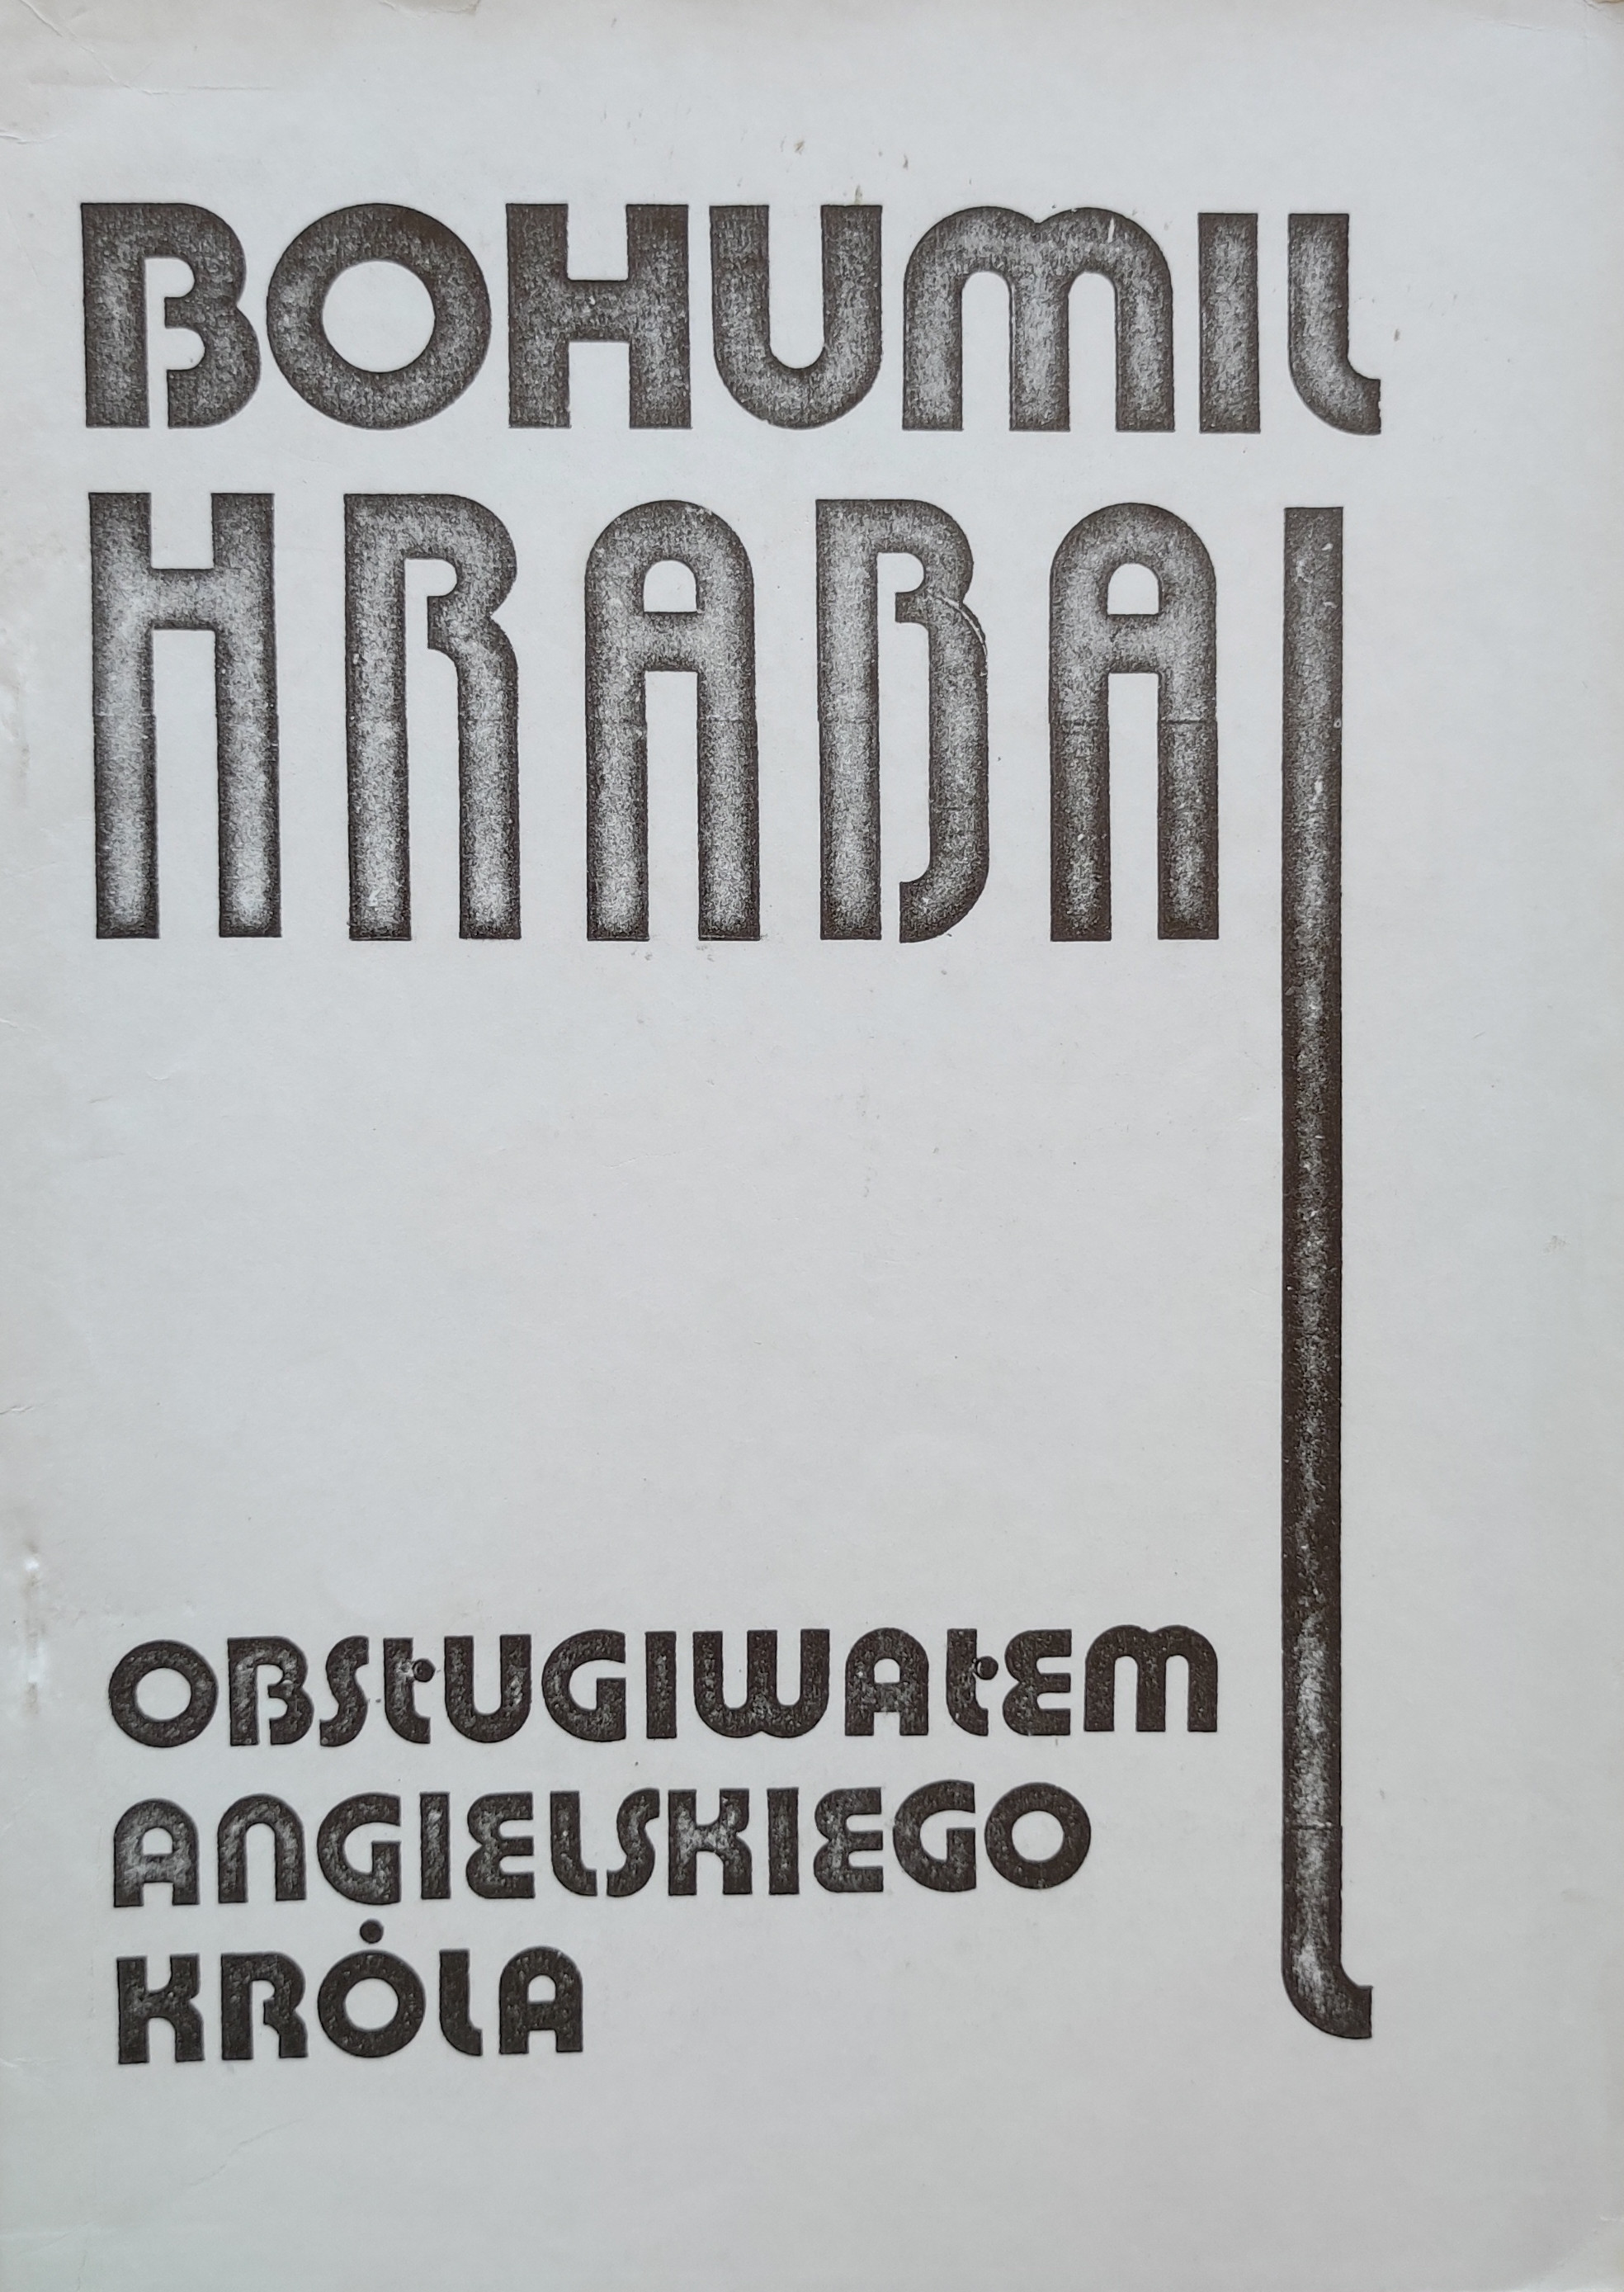 BOHUMIL
HRABAL
OBSŁUGIWAŁEM
ANGIELSKIEGO
KRÓLA